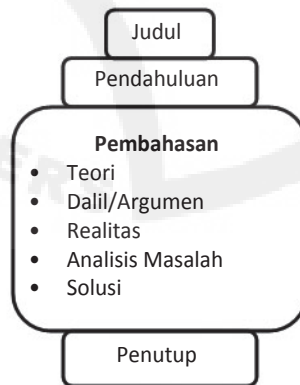 Judul
Pendahuluan
Pembahasan
• Teori
• Dalil/Argumen
• Realitas
• Analisis Masalah
• Solusi
Penutup